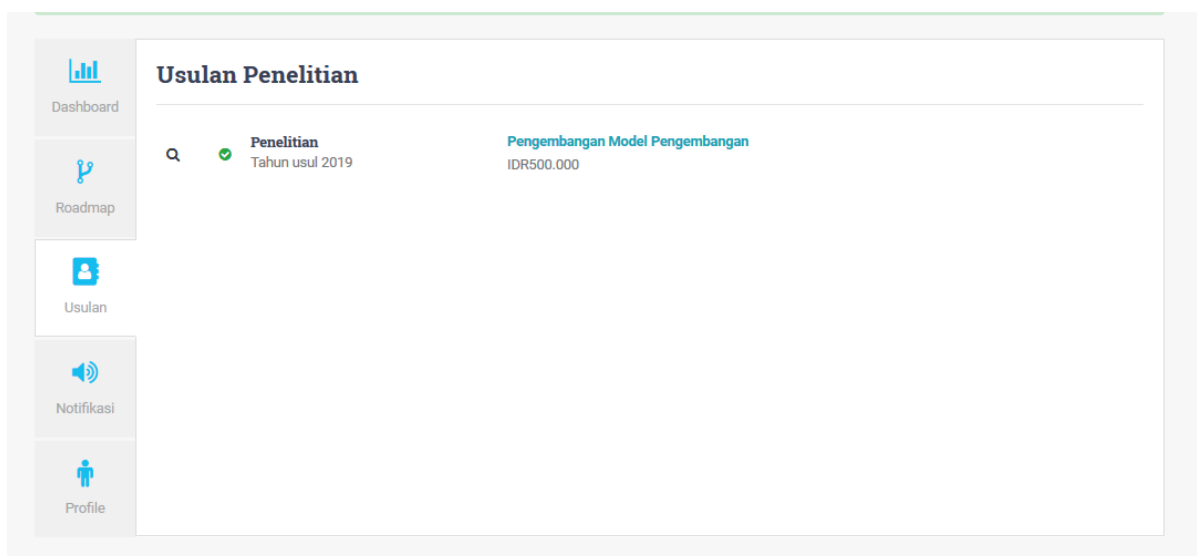 Dashboard
Roadmap
Usulan
Notifikasi
Profile
Usulan Penelitian
Penelitian
Tahun usul 2019
Pengembangan Model Pengembangan
IDR500.000